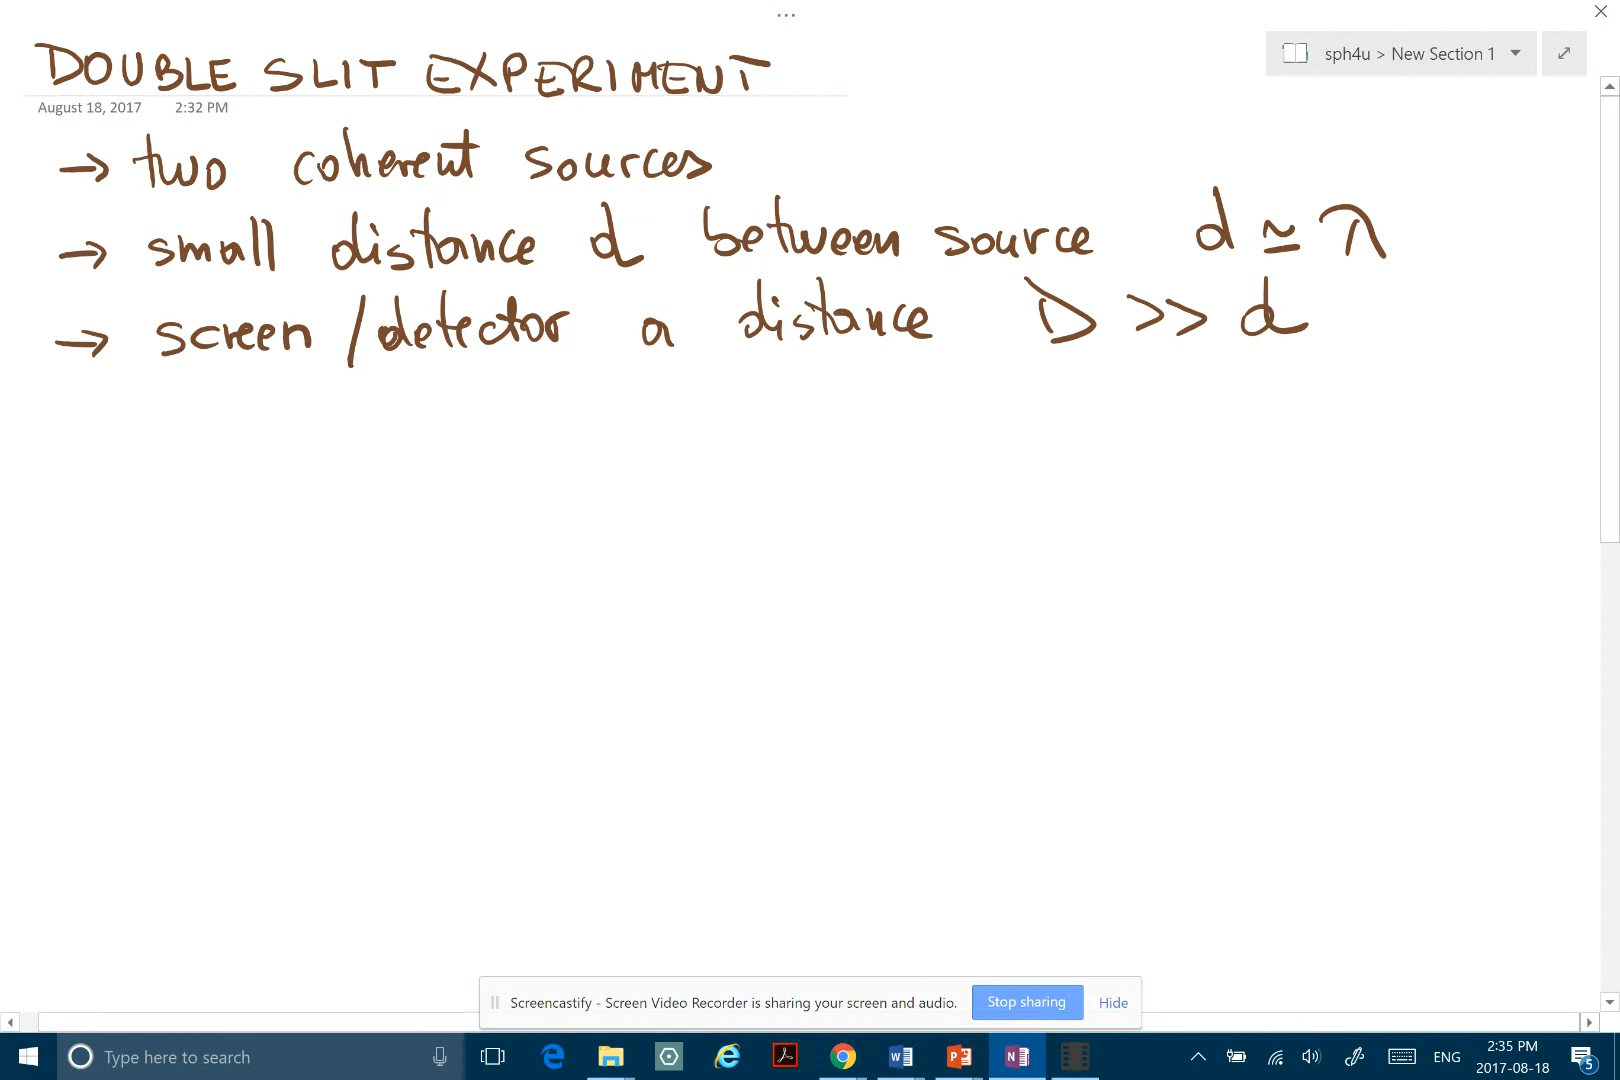 ...
sph4u > New Section 1
DOUBLE SLIT EXPERIMENT
August 18, 2017 2:32 PM
→ two coherent sources
→ small distance d between source d ≃ λ
→ screen / detector a distance D >> d
Screencastify - Screen Video Recorder is sharing your screen and audio. Stop sharing Hide
Type here to search
ENG
2:35 PM
2017-08-18
5